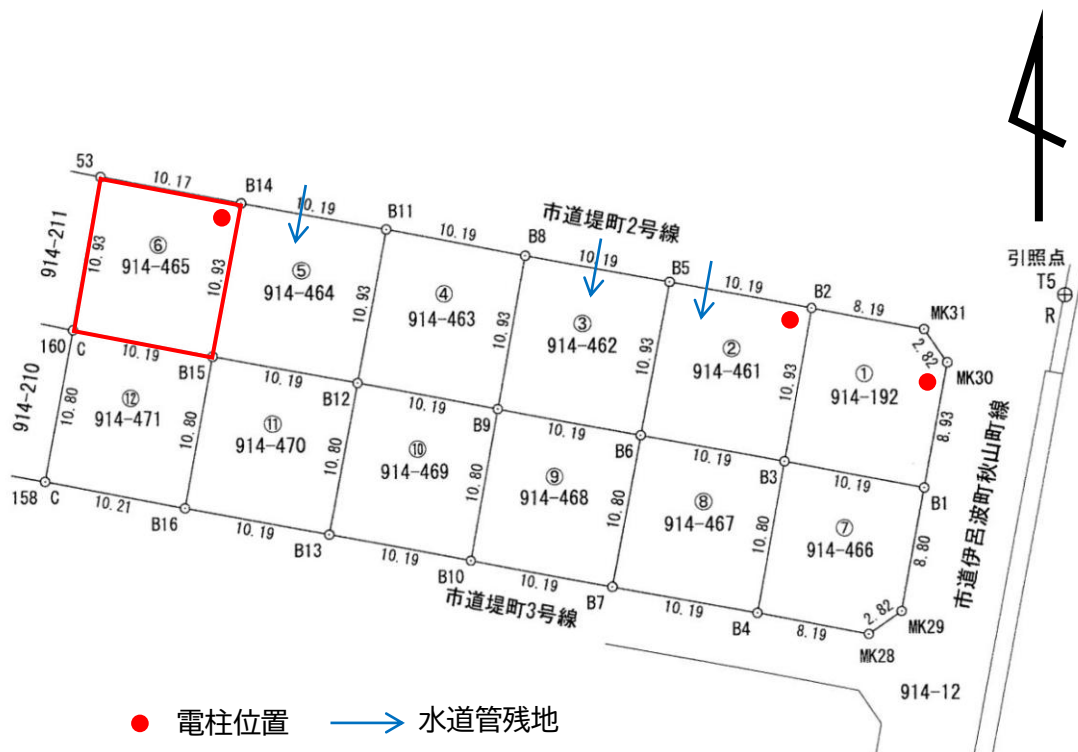 53
10.17
B14
10.19
B11
10.19
B8
市道堤町2号線
10.19
B5
10.19
B2
8.19
MK31
2.82
MK30
引照点
T5
R
914-211
10.93
⑥
914-465
10.93
⑤
914-464
10.93
④
914-463
10.93
③
914-462
10.93
②
914-461
10.93
①
914-192
8.93
160 C
10.19
B15
10.19
B12
10.19
B9
10.19
B6
10.19
B3
10.19
B1
914-210
10.80
⑫
914-471
10.80
⑪
914-470
10.80
⑩
914-469
10.80
⑨
914-468
10.80
⑧
914-467
10.80
⑦
914-466
8.80
市道伊呂波町秋山町線
158 C
10.21
B16
10.19
B13
10.19
B10
10.19
B7
10.19
B4
8.19
MK28
2.82
MK29
市道堤町3号線
914-12
電柱位置
水道管残地